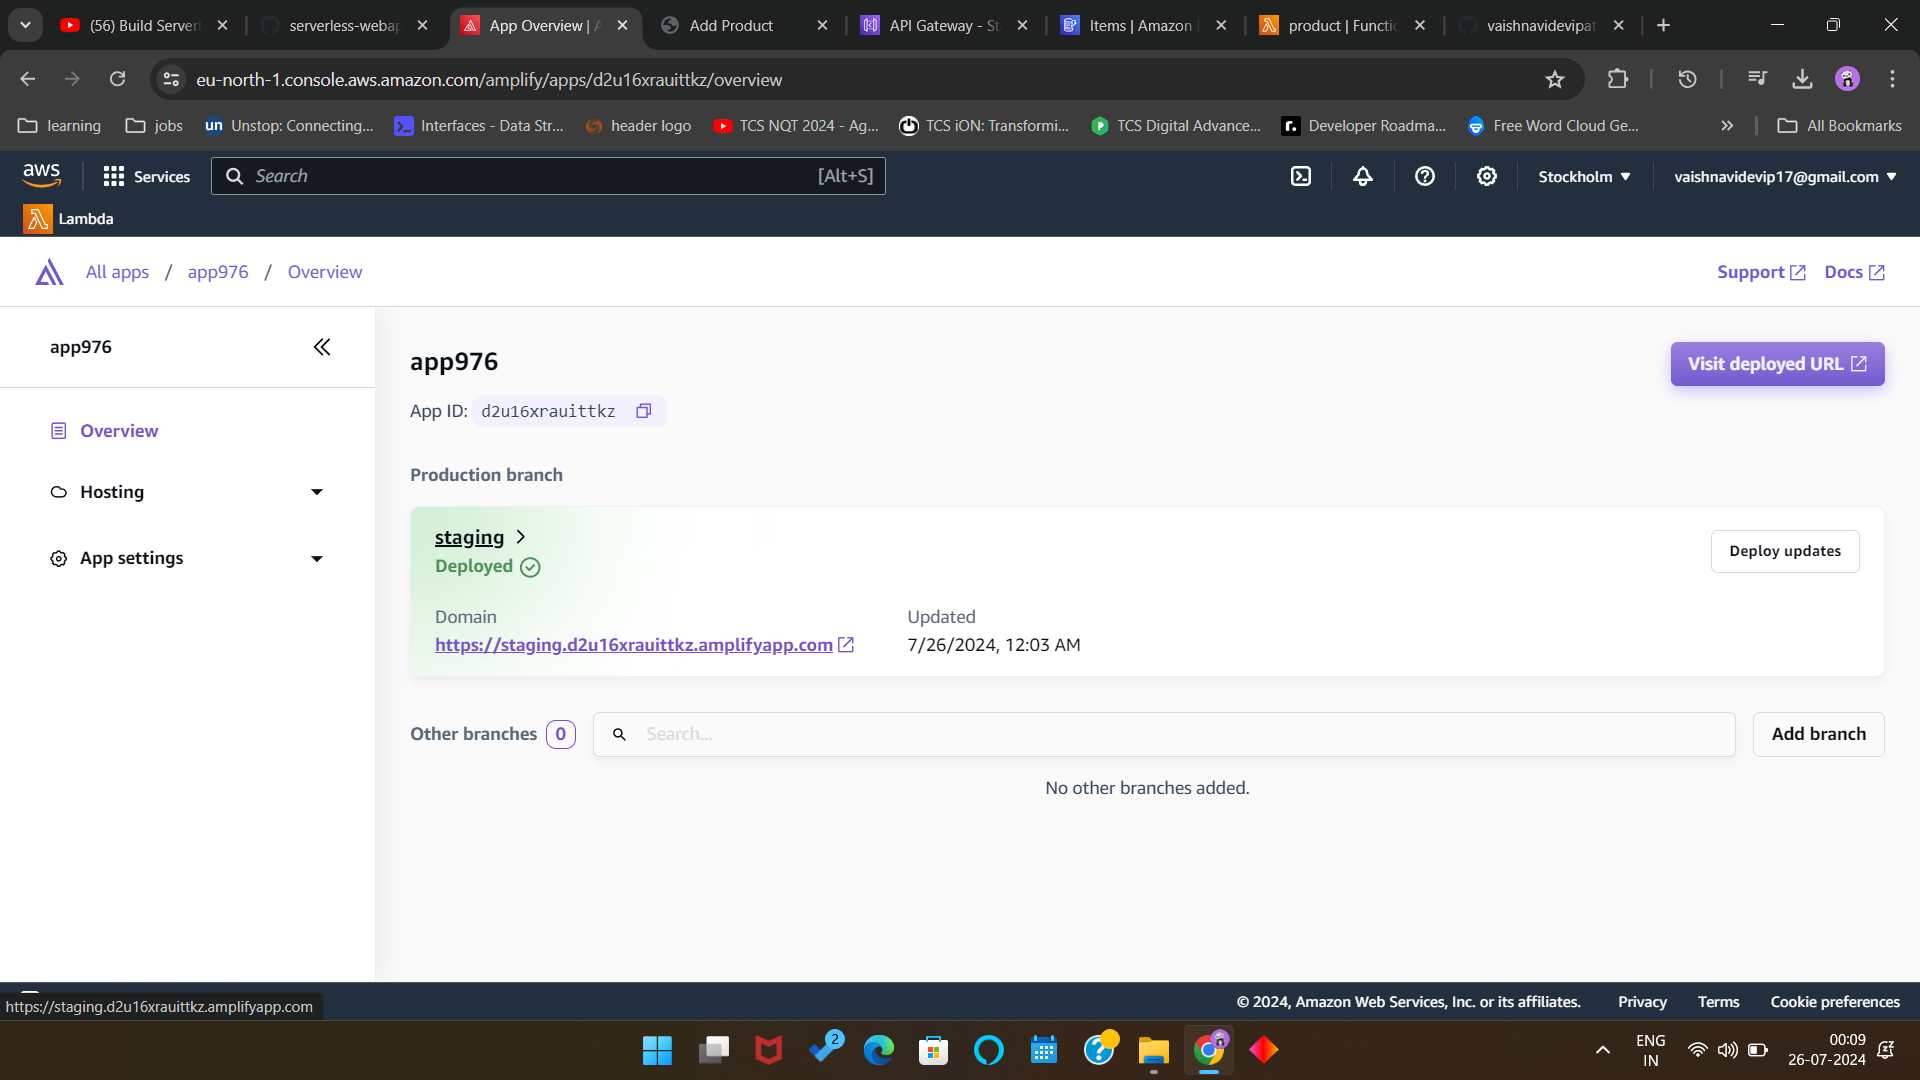 (56) Build Server
serverless-webap
App Overview | A
Add Product
API Gateway - St
Items | Amazon
product | Functio
vaishnavidevipat
eu-north-1.console.aws.amazon.com/amplify/apps/d2u16xrauittkz/overview
learning
jobs
un
Unstop: Connecting...
Interfaces - Data Str...
header logo
TCS NQT 2024 - Ag...
TCS iON: Transformi...
TCS Digital Advance...
Developer Roadma...
Free Word Cloud Ge...
All Bookmarks
aws
Services
Search
[Alt+S]
Stockholm
vaishnavidevip17@gmail.com
Lambda
All apps / app976 / Overview
Support
Docs
app976
Overview
Hosting
App settings
app976
Visit deployed URL
App ID: d2u16xrauittkz
Production branch
staging
Deployed
Deploy updates
Domain
https://staging.d2u16xrauittkz.amplifyapp.com
Updated
7/26/2024, 12:03 AM
Other branches 0
Search...
Add branch
No other branches added.
https://staging.d2u16xrauittkz.amplifyapp.com
© 2024, Amazon Web Services, Inc. or its affiliates.
Privacy
Terms
Cookie preferences
2
ENG
IN
00:09
26-07-2024